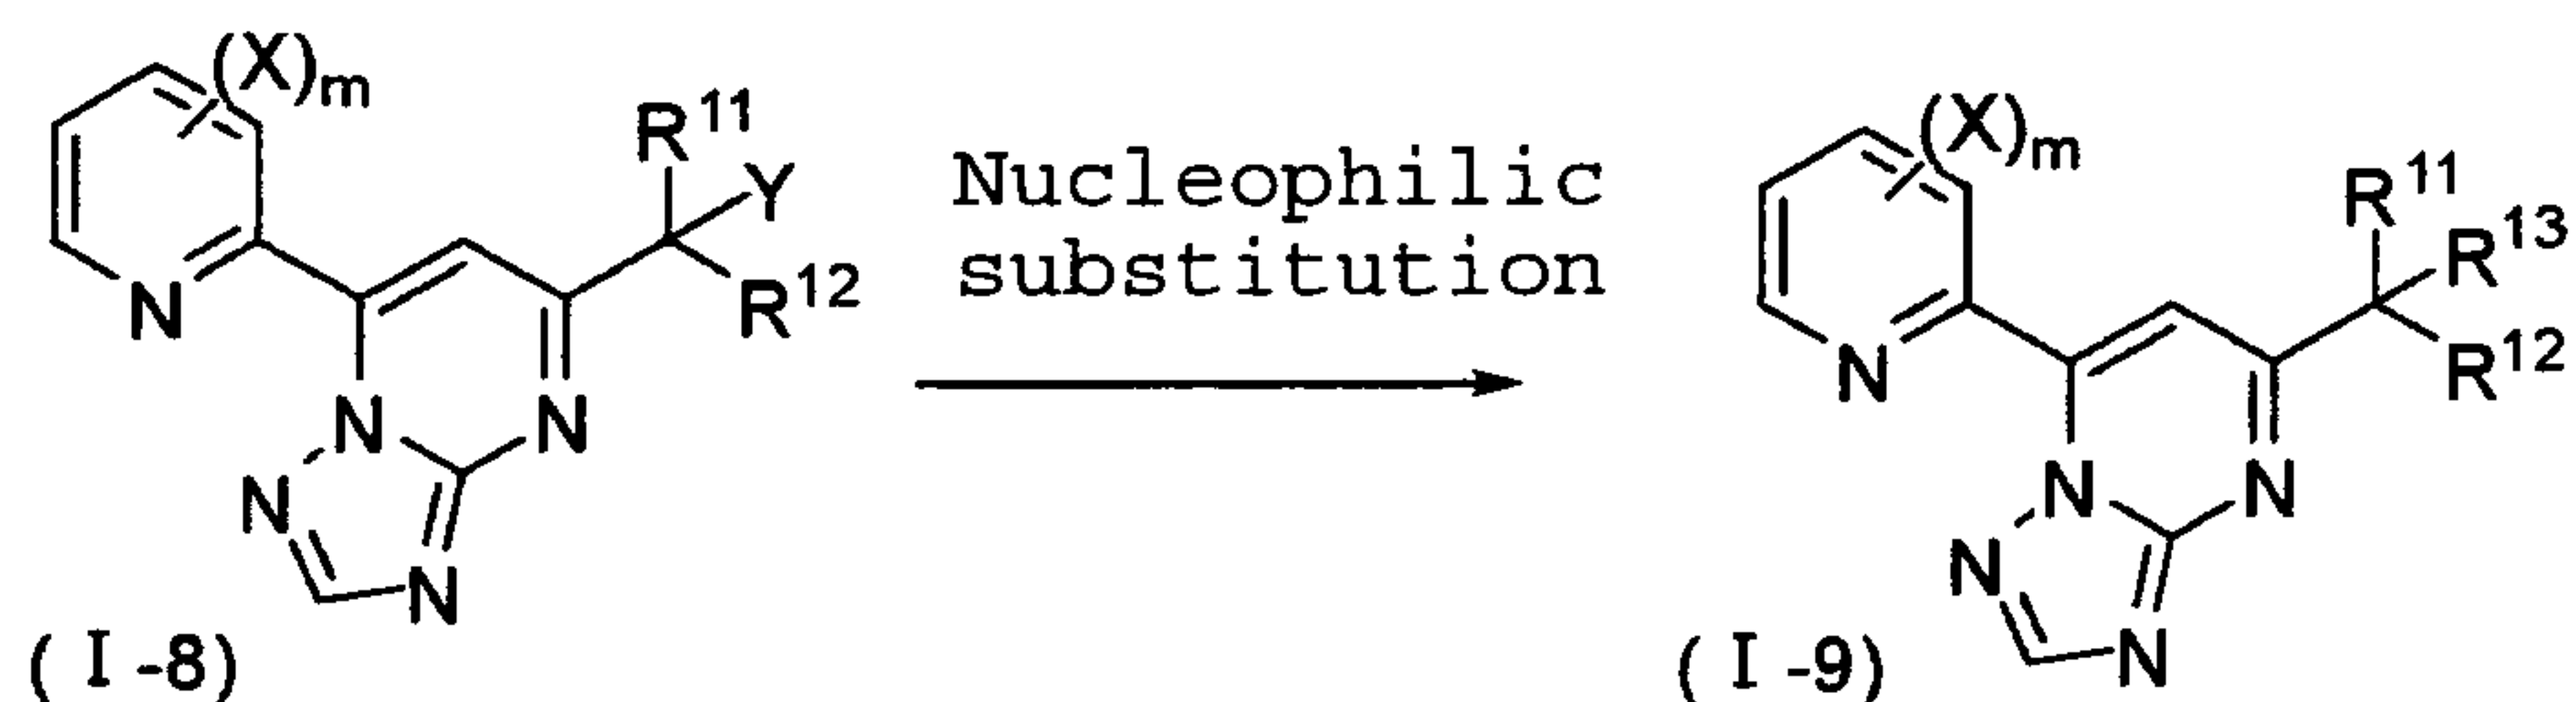 (X)m
R11
Y
R12
N
N
N
N
N
(I-8)
Nucleophilic
substitution
(X)m
R11
R13
R12
N
N
N
N
N
(I-9)